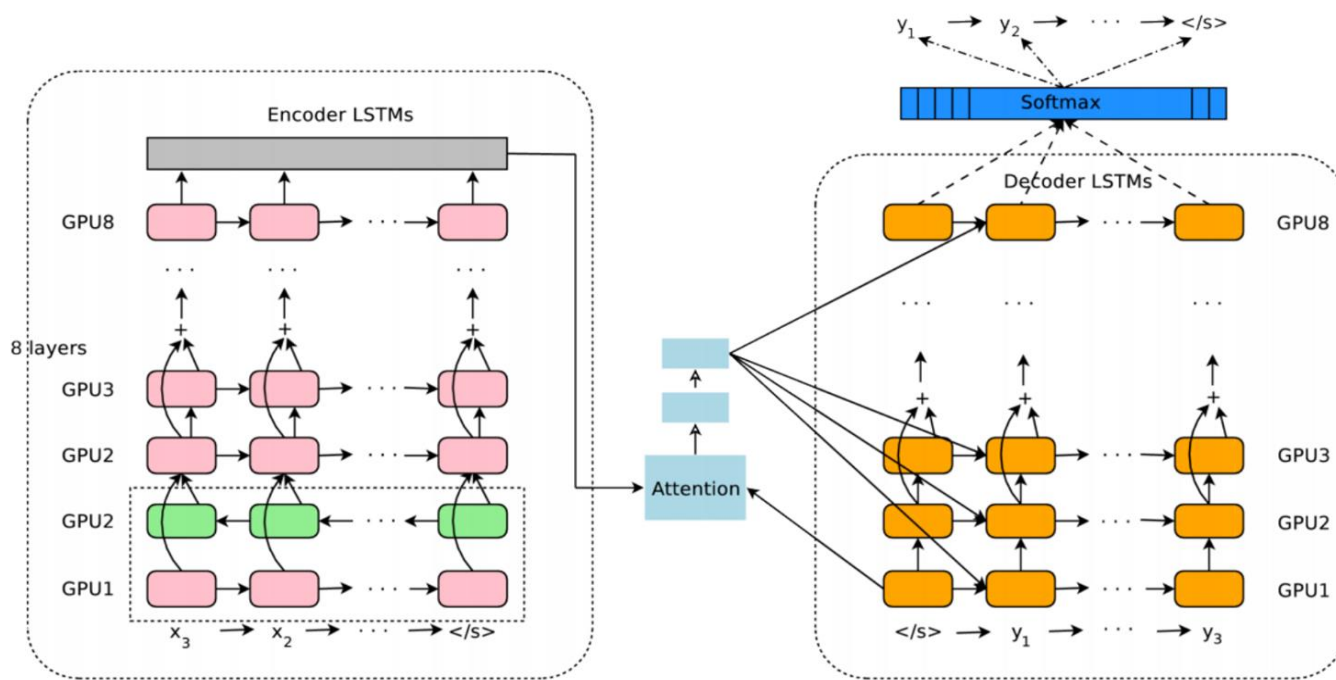 y1 y2 ... </s>
Softmax
Encoder LSTMs
Decoder LSTMs
GPU8 ... GPU8
... ... ...
... ... ...
+ + +
8 layers
GPU3 ...
+ + +
GPU2 ... ... GPU3
Attention
GPU2 ... ... GPU2
GPU1 ... ... GPU1
x3 x2 ... </s>
</s> y1 ... y3